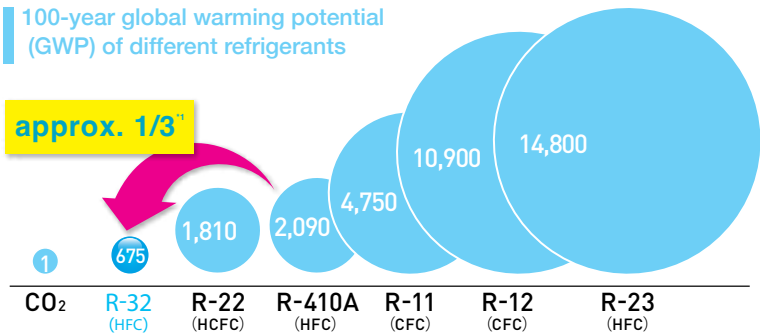 100-year global warming potential
(GWP) of different refrigerants
approx. 1/3*1
1
675
1,810
2,090
4,750
10,900
14,800
CO2 R-32 R-22 R-410A R-11 R-12 R-23
(HFC) (HCFC) (HFC) (CFC) (CFC) (HFC)